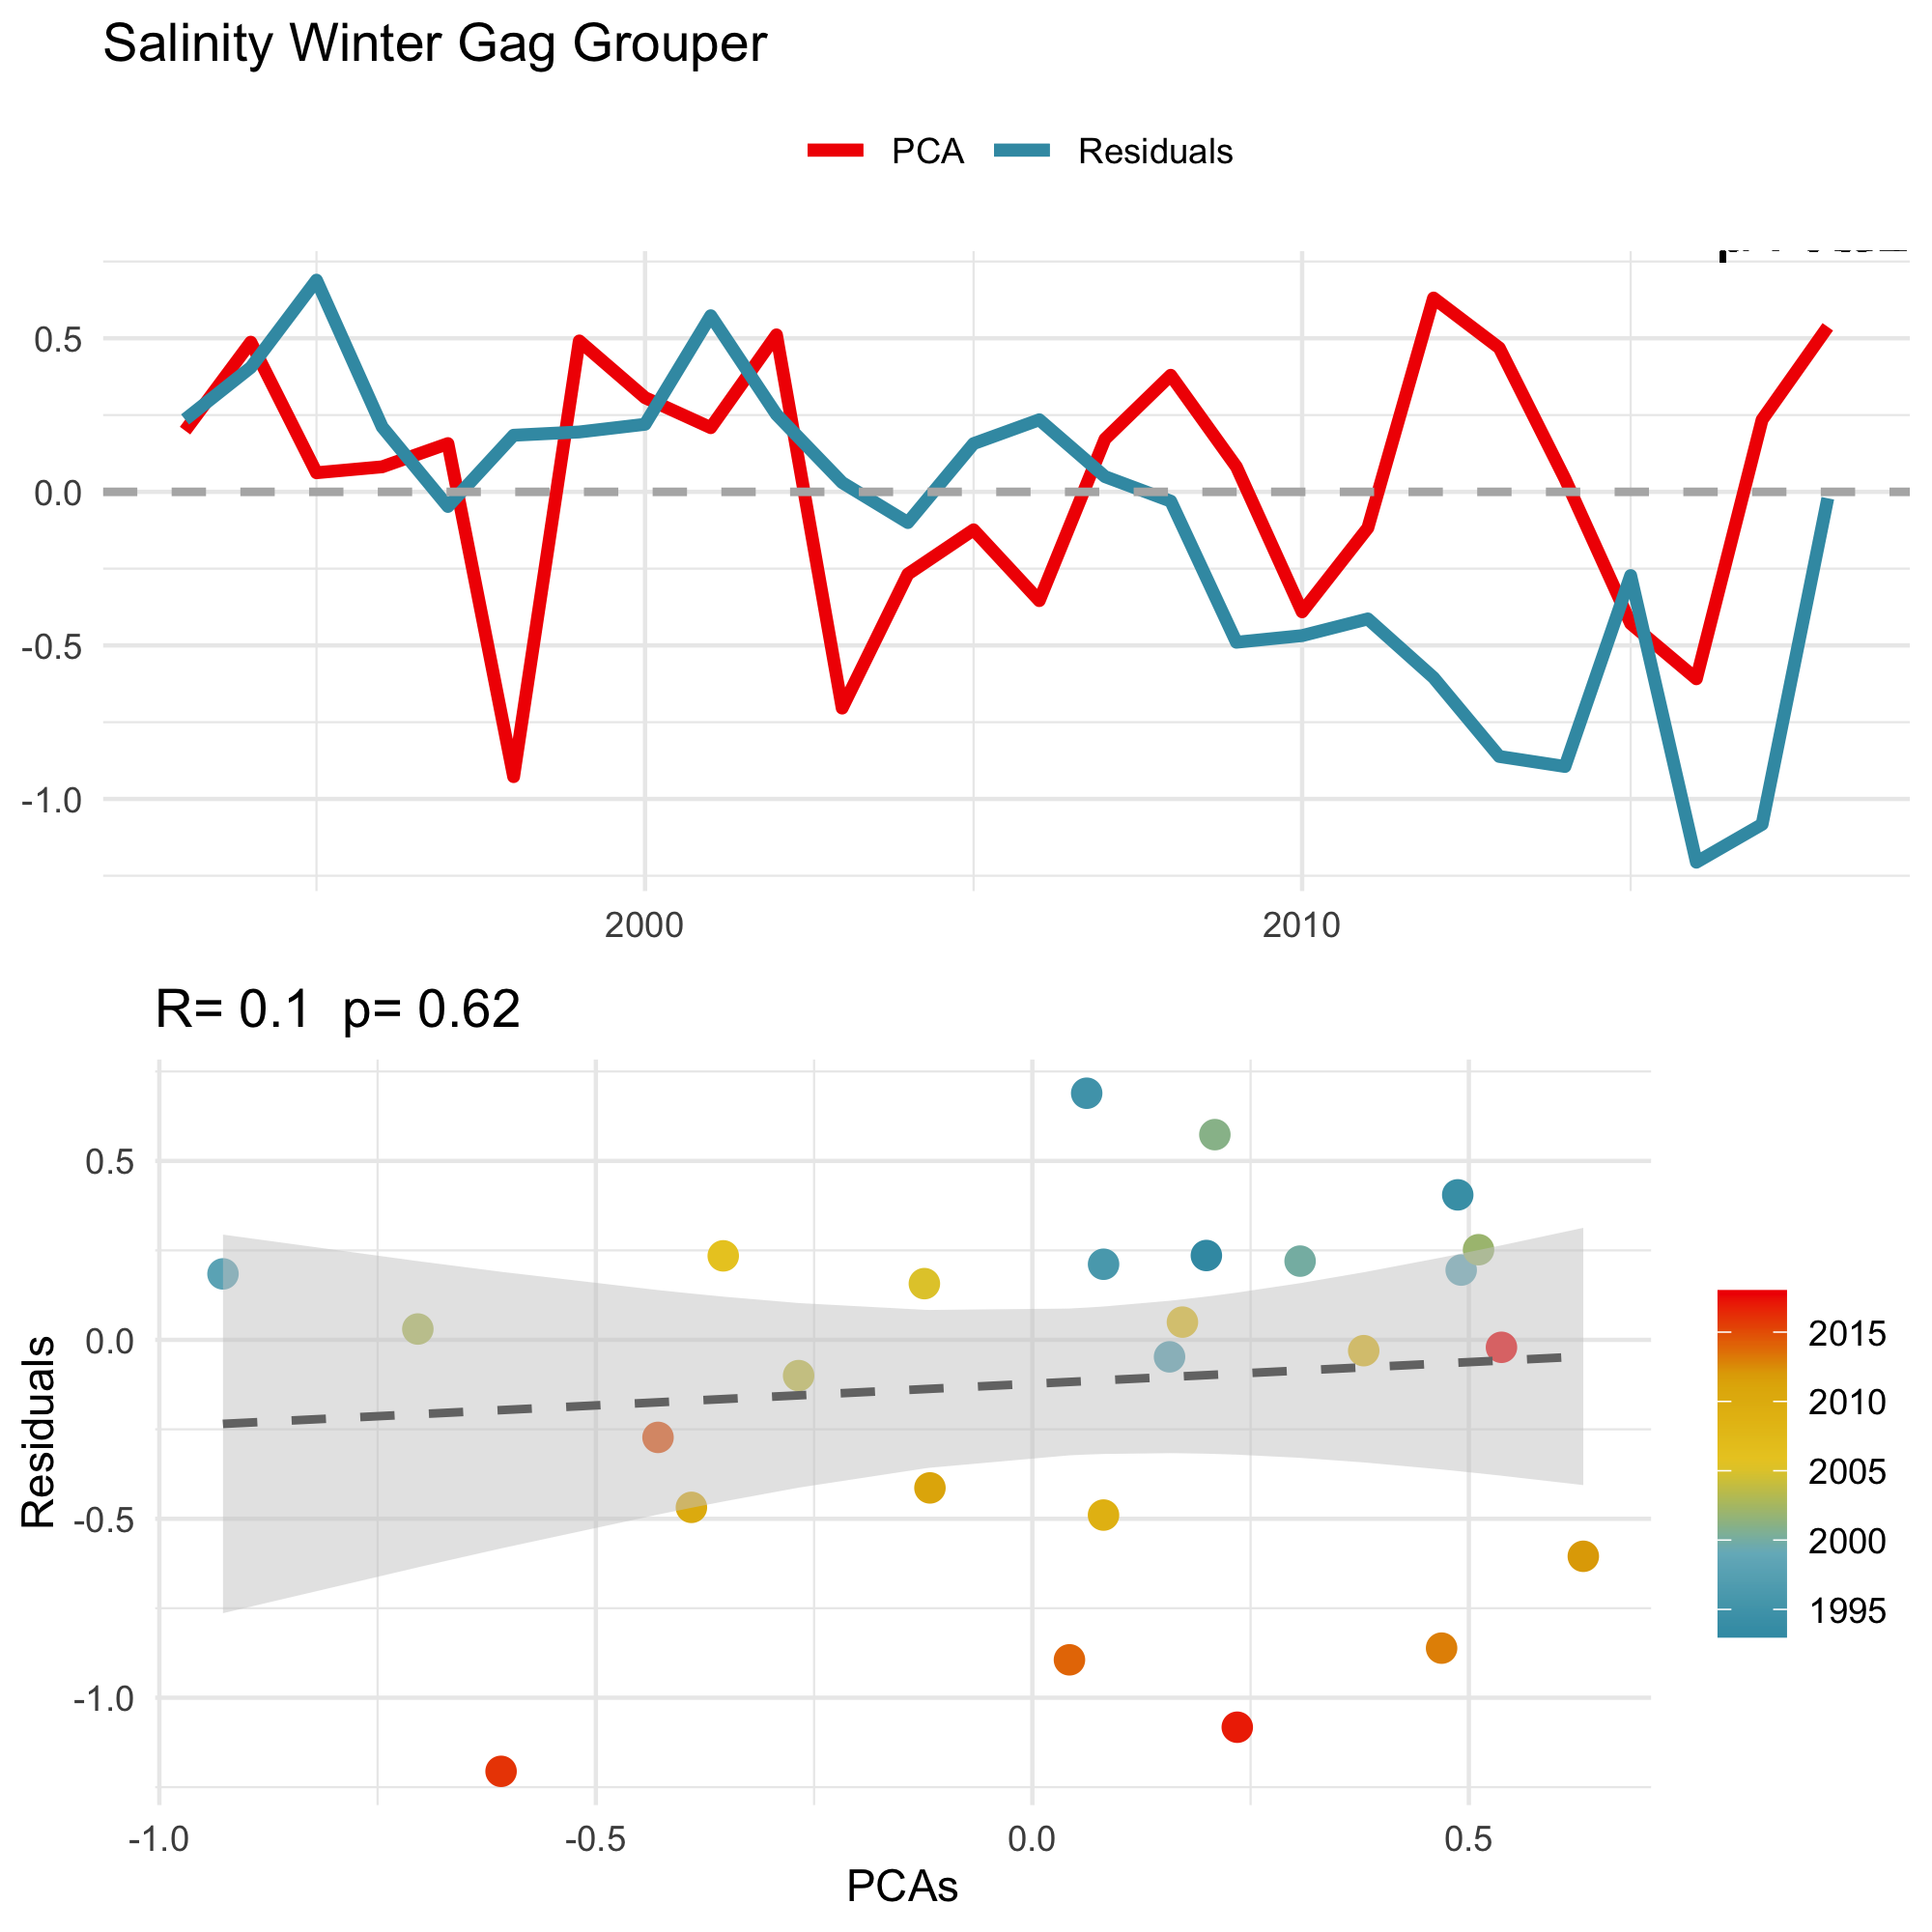 Salinity Winter Gag Grouper
PCA Residuals
0.5
0.0
-0.5
-1.0
2000 2010
R= 0.1 p= 0.62
Residuals
0.5
0.0
-0.5
-1.0
-1.0 -0.5 0.0 0.5
PCAs
2015
2010
2005
2000
1995